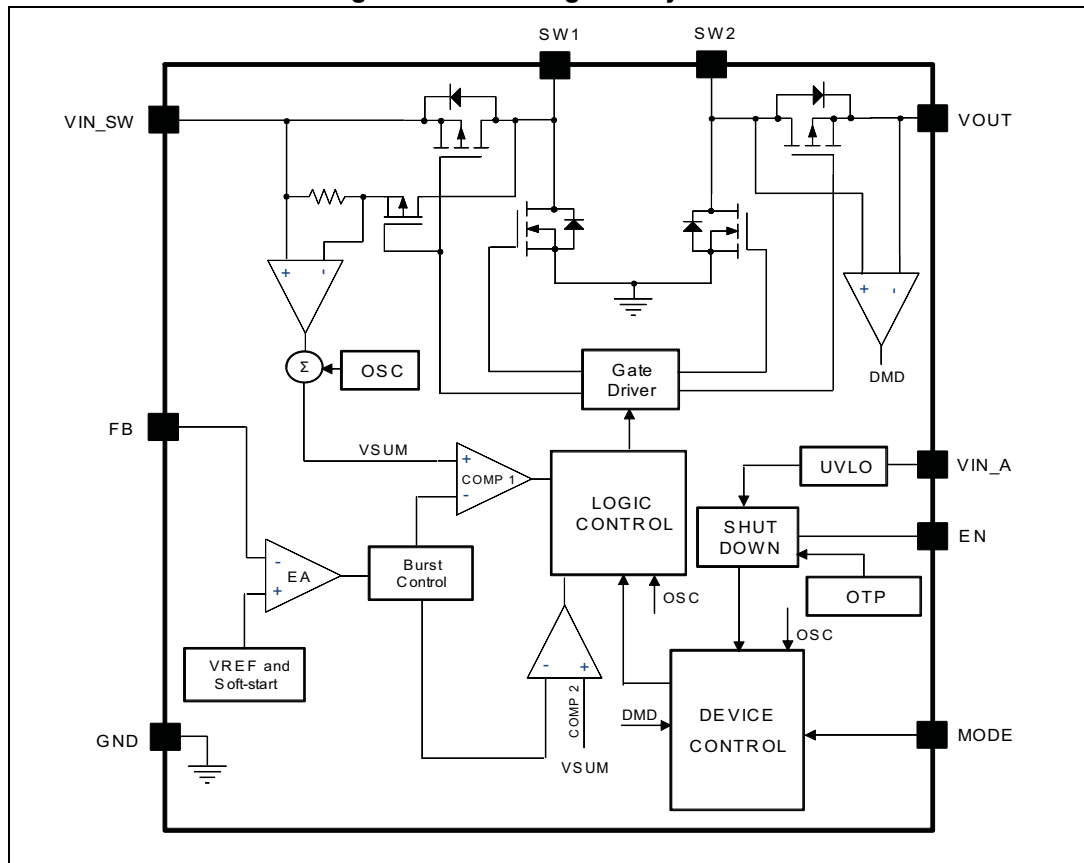 SW1
SW2
VIN_SW
VOUT
+
-
+
-
Σ
OSC
Gate
Driver
DMD
FB
VSUM
+
COMP 1
-
LOGIC
CONTROL
UVLO
VIN_A
SHUT
DOWN
EN
-
EA
+
Burst
Control
OSC
OTP
OSC
VREF and
Soft-start
-
+
COMP 2
VSUM
DMD
DEVICE
CONTROL
GND
MODE